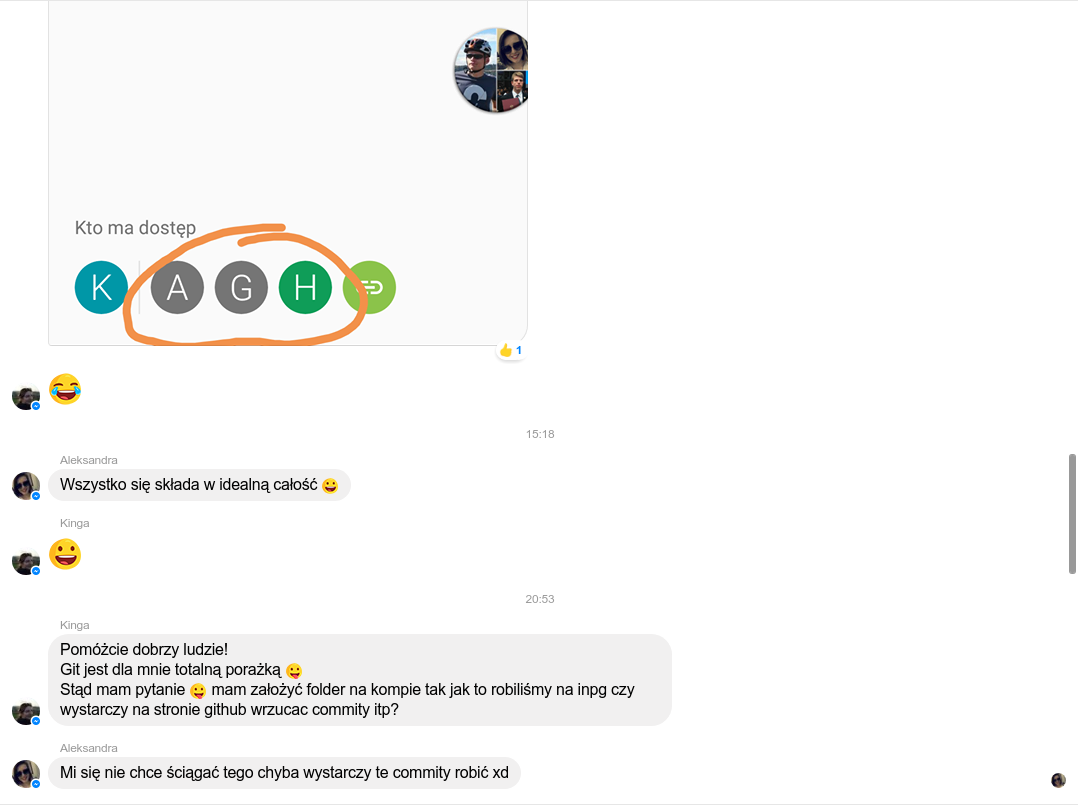 Kto ma dostęp
K A G H
1
15:18
Aleksandra
Wszystko się składa w idealną całość 😀
Kinga
20:53
Kinga
Pomóżcie dobrzy ludzie!
Git jest dla mnie totalną porażką 😛
Stąd mam pytanie 😛 mam założyć folder na kompie tak jak to robiliśmy na inpg czy
wystarczy na stronie github wrzucac commity itp?
Aleksandra
Mi się nie chce ściągać tego chyba wystarczy te commity robić xd